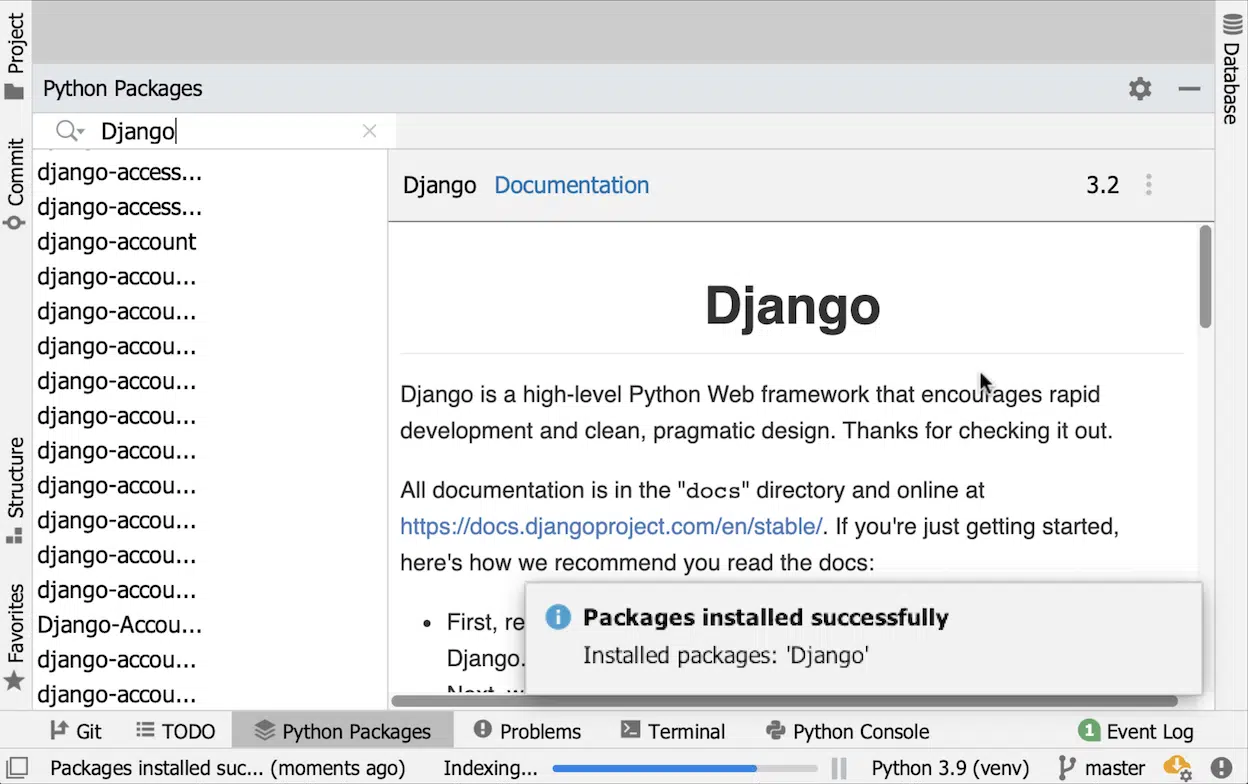 Project
Commit
Structure
Favorites
Database
Python Packages
Django
django-access...
django-access...
django-account
django-accou...
django-accou...
django-accou...
django-accou...
django-accou...
django-accou...
django-accou...
django-accou...
django-accou...
django-accou...
Django-Accou...
django-accou...
django-accou...
Django Documentation 3.2
Django
Django is a high-level Python Web framework that encourages rapid
development and clean, pragmatic design. Thanks for checking it out.
All documentation is in the "docs" directory and online at
https://docs.djangoproject.com/en/stable/. If you're just getting started,
here's how we recommend you read the docs:
• First, re
Django.
Packages installed successfully
Installed packages: 'Django'
Git TODO Python Packages Problems Terminal Python Console 1 Event Log
Packages installed suc... (moments ago) Indexing... Python 3.9 (venv) master